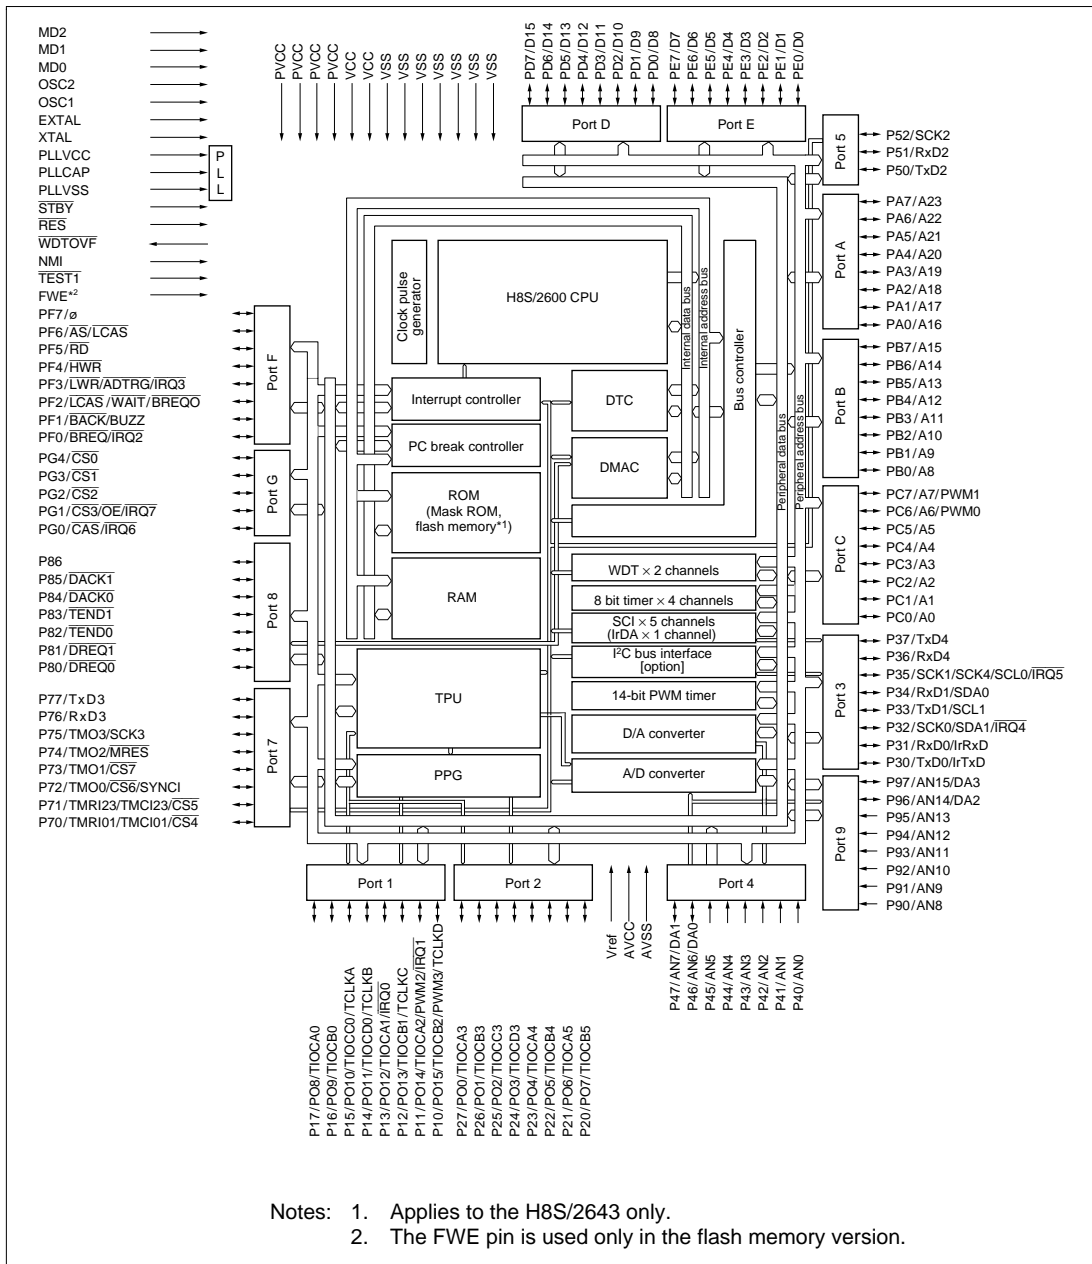 MD2
MD1
MD0
OSC2
OSC1
EXTAL
XTAL
PLLVCC
PLLCAP
PLLVSS
STBY
RES
WDTOVF
NMI
TEST1
FWE*2
P
L
L
PVCC
PVCC
PVCC
PVCC
VCC
VCC
VSS
VSS
VSS
VSS
VSS
VSS
VSS
PD7/D15
PD6/D14
PD5/D13
PD4/D12
PD3/D11
PD2/D10
PD1/D9
PD0/D8
PE7/D7
PE6/D6
PE5/D5
PE4/D4
PE3/D3
PE2/D2
PE1/D1
PE0/D0
Port D
Port E
Port 5
P52/SCK2
P51/RxD2
P50/TxD2
Port A
PA7/A23
PA6/A22
PA5/A21
PA4/A20
PA3/A19
PA2/A18
PA1/A17
PA0/A16
Port B
PB7/A15
PB6/A14
PB5/A13
PB4/A12
PB3/A11
PB2/A10
PB1/A9
PB0/A8
Port C
PC7/A7/PWM1
PC6/A6/PWM0
PC5/A5
PC4/A4
PC3/A3
PC2/A2
PC1/A1
PC0/A0
Port 3
P37/TxD4
P36/RxD4
P35/SCK1/SCK4/SCL0/IRQ5
P34/RxD1/SDA0
P33/TxD1/SCL1
P32/SCK0/SDA1/IRQ4
P31/RxD0/IrRxD
P30/TxD0/IrTxD
Port 9
P97/AN15/DA3
P96/AN14/DA2
P95/AN13
P94/AN12
P93/AN11
P92/AN10
P91/AN9
P90/AN8
PF7/ø
PF6/AS/LCAS
PF5/RD
PF4/HWR
PF3/LWR/ADTRG/IRQ3
PF2/LCAS/WAIT/BREQO
PF1/BACK/BUZZ
PF0/BREQ/IRQ2
Port F
PG4/CS0
PG3/CS1
PG2/CS2
PG1/CS3/OE/IRQ7
PG0/CAS/IRQ6
Port G
P86
P85/DACK1
P84/DACK0
P83/TEND1
P82/TEND0
P81/DREQ1
P80/DREQ0
Port 8
P77/TxD3
P76/RxD3
P75/TMO3/SCK3
P74/TMO2/MRES
P73/TMO1/CS7
P72/TMO0/CS6/SYNCI
P71/TMRI23/TMCI23/CS5
P70/TMRI01/TMCI01/CS4
Port 7
Clock pulse
generator
H8S/2600 CPU
Internal data bus
Internal address bus
Bus controller
Peripheral data bus
Peripheral address bus
Interrupt controller
PC break controller
DTC
DMAC
ROM
(Mask ROM,
flash memory*1)
RAM
WDT × 2 channels
8 bit timer × 4 channels
SCI × 5 channels
(IrDA × 1 channel)
I2C bus interface
[option]
14-bit PWM timer
D/A converter
A/D converter
TPU
PPG
Port 1
Port 2
Port 4
P17/PO8/TIOCA0
P16/PO9/TIOCB0
P15/PO10/TIOCC0/TCLKA
P14/PO11/TIOCD0/TCLKB
P13/PO12/TIOCA1/IRQ0
P12/PO13/TIOCB1/TCLKC
P11/PO14/TIOCA2/PWM2/IRQ1
P10/PO15/TIOCB2/PWM3/TCLKD
P27/PO0/TIOCA3
P26/PO1/TIOCB3
P25/PO2/TIOCC3
P24/PO3/TIOCD3
P23/PO4/TIOCA4
P22/PO5/TIOCB4
P21/PO6/TIOCA5
P20/PO7/TIOCB5
Vref
AVCC
AVSS
P47/AN7/DA1
P46/AN6/DA0
P45/AN5
P44/AN4
P43/AN3
P42/AN2
P41/AN1
P40/AN0
Notes: 1. Applies to the H8S/2643 only.
2. The FWE pin is used only in the flash memory version.